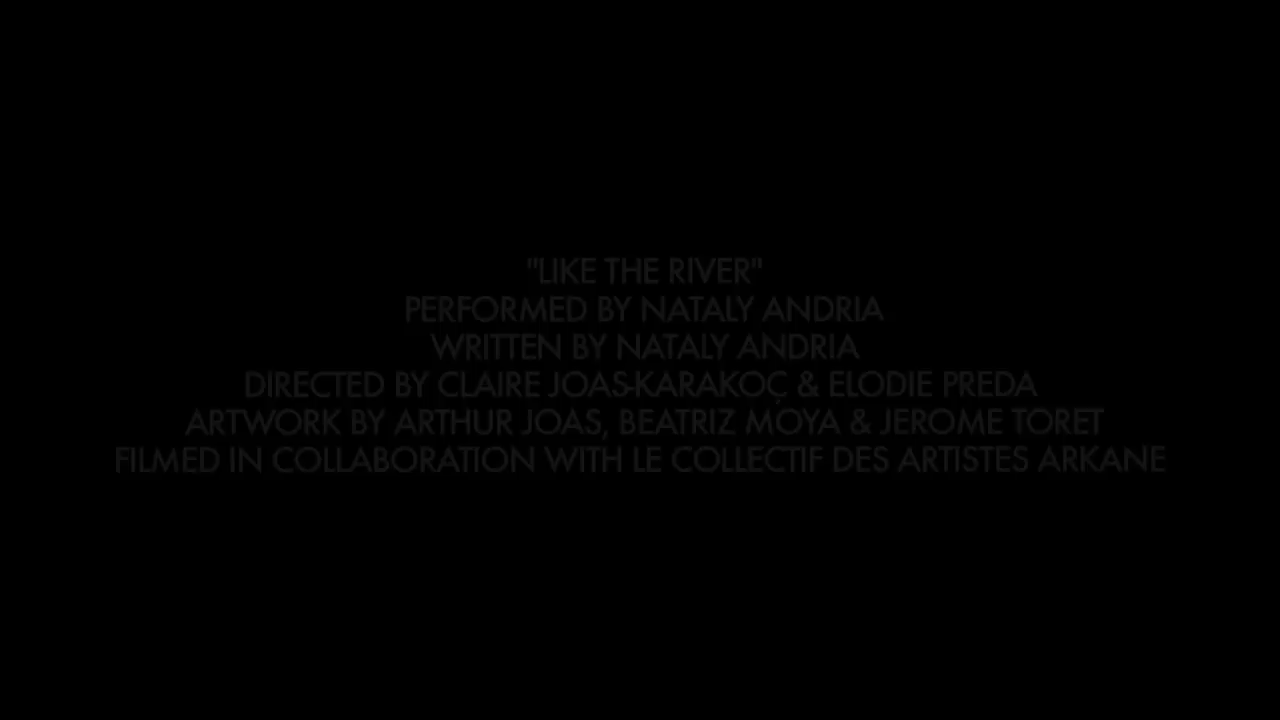 "LIKE THE RIVER"
PERFORMED BY NATALY ANDRIA
WRITTEN BY NATALY ANDRIA
DIRECTED BY CLAIRE JOAS-KARAKOÇ & ELODIE PREDA
ARTWORK BY ARTHUR JOAS, BEATRIZ MOYA & JEROME TORET
FILMED IN COLLABORATION WITH LE COLLECTIF DES ARTISTES ARKANE